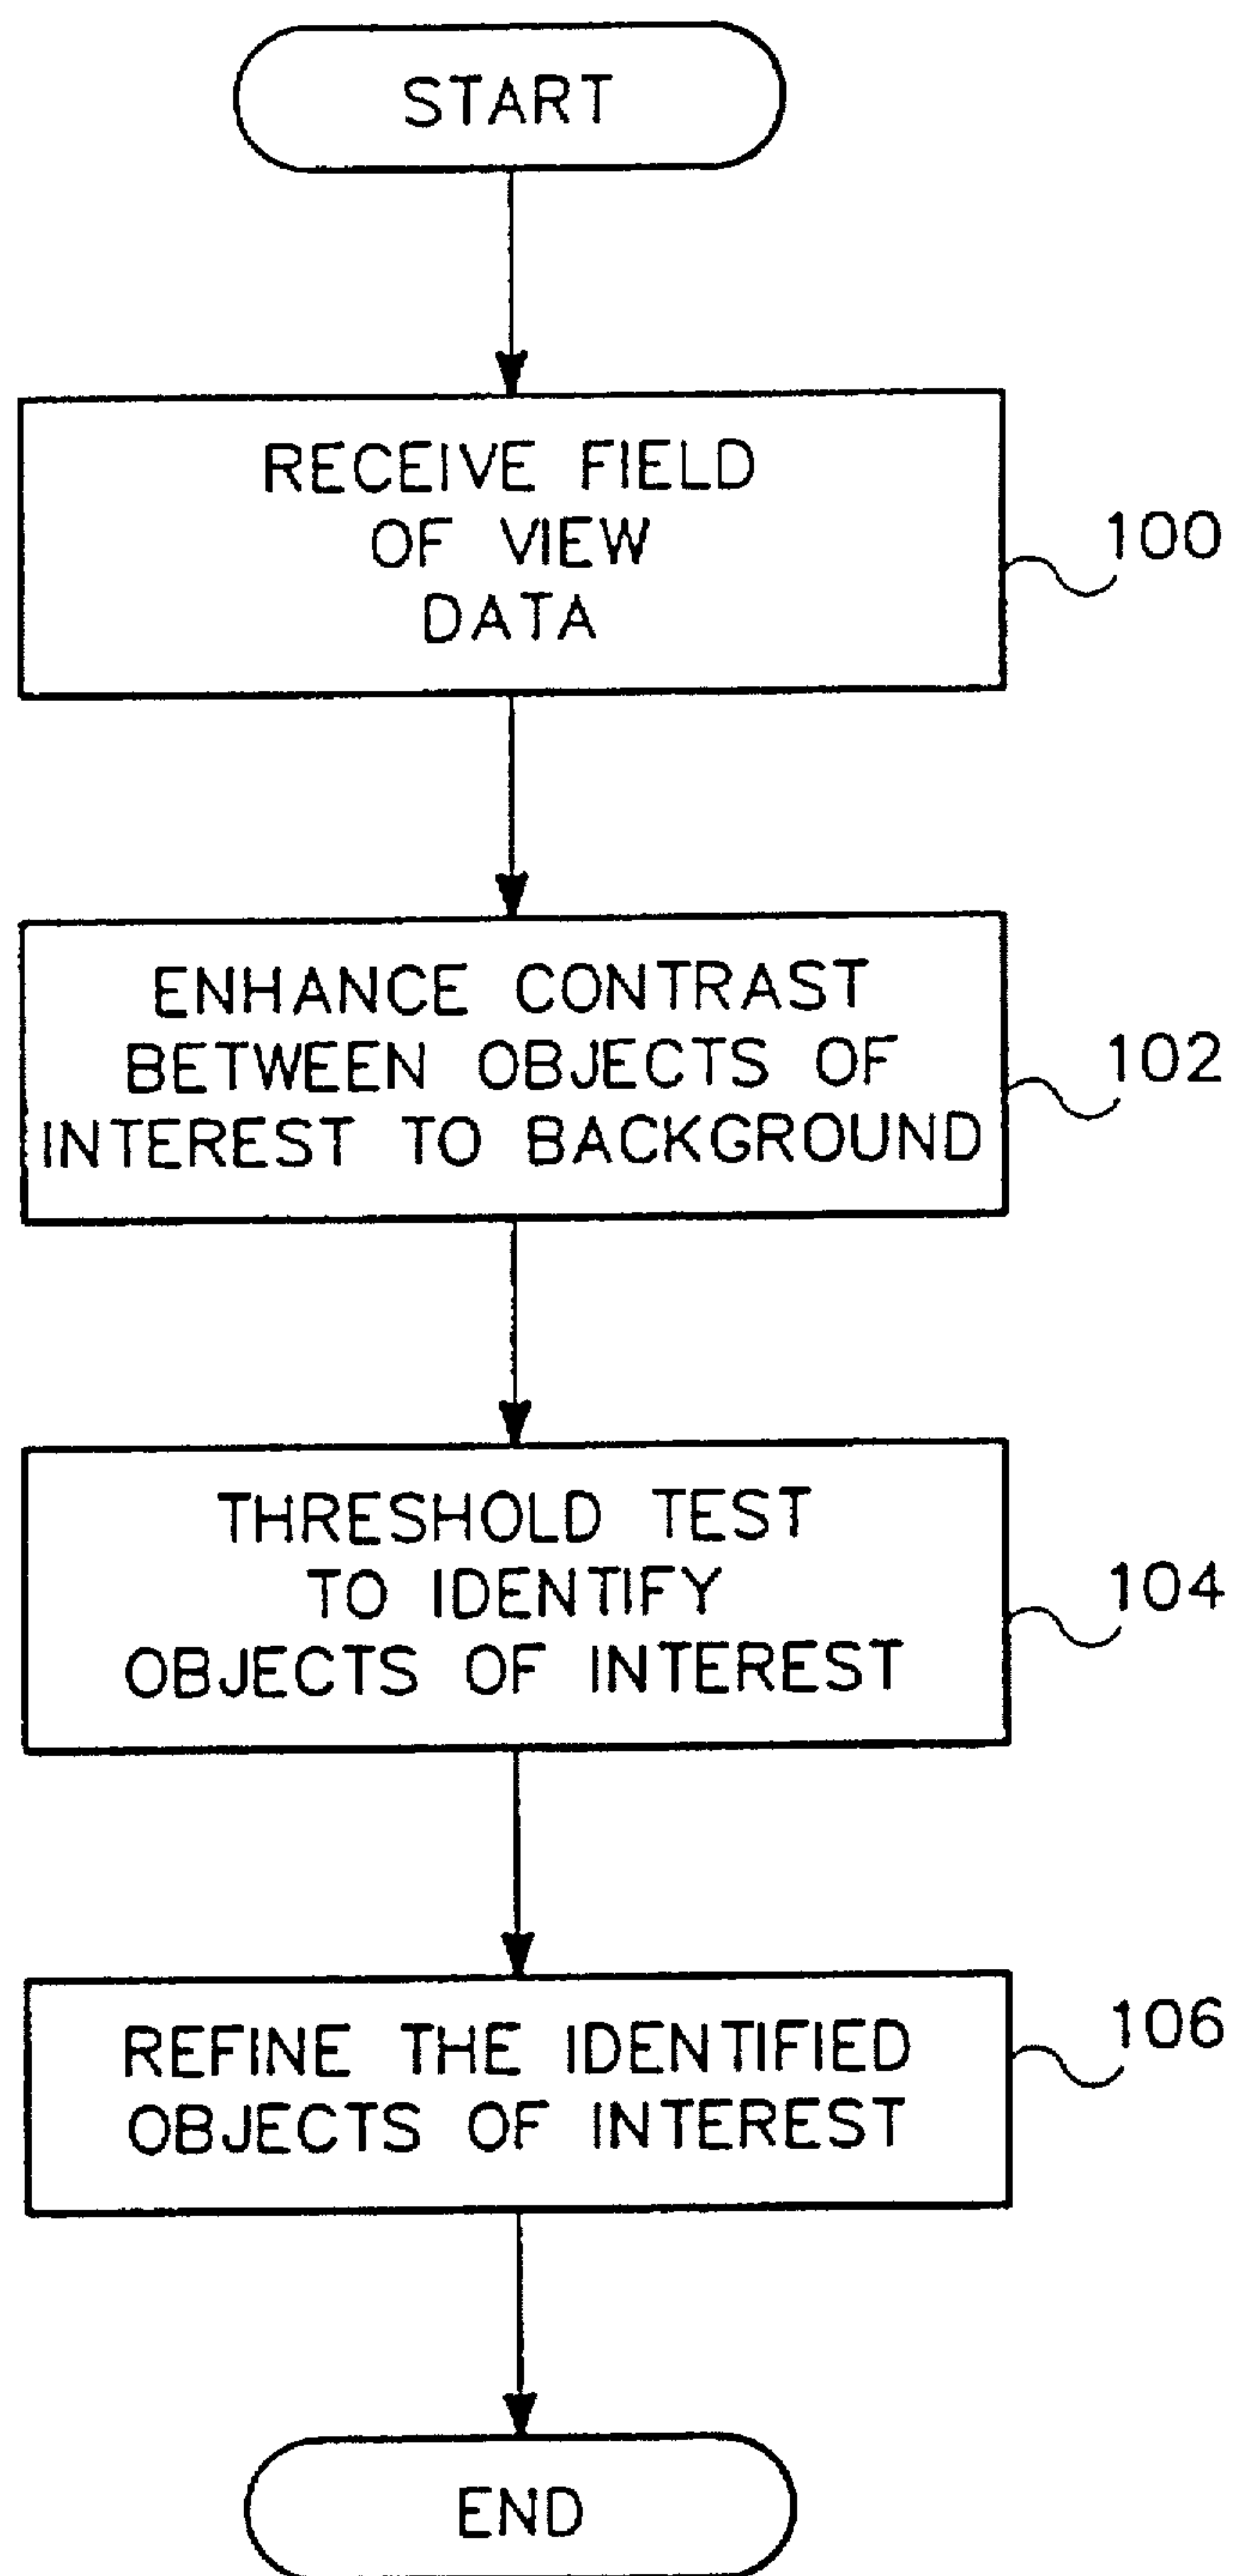 START
RECEIVE FIELD
OF VIEW
DATA
100
ENHANCE CONTRAST
BETWEEN OBJECTS OF
INTEREST TO BACKGROUND
102
THRESHOLD TEST
TO IDENTIFY
OBJECTS OF INTEREST
104
REFINE THE IDENTIFIED
OBJECTS OF INTEREST
106
END